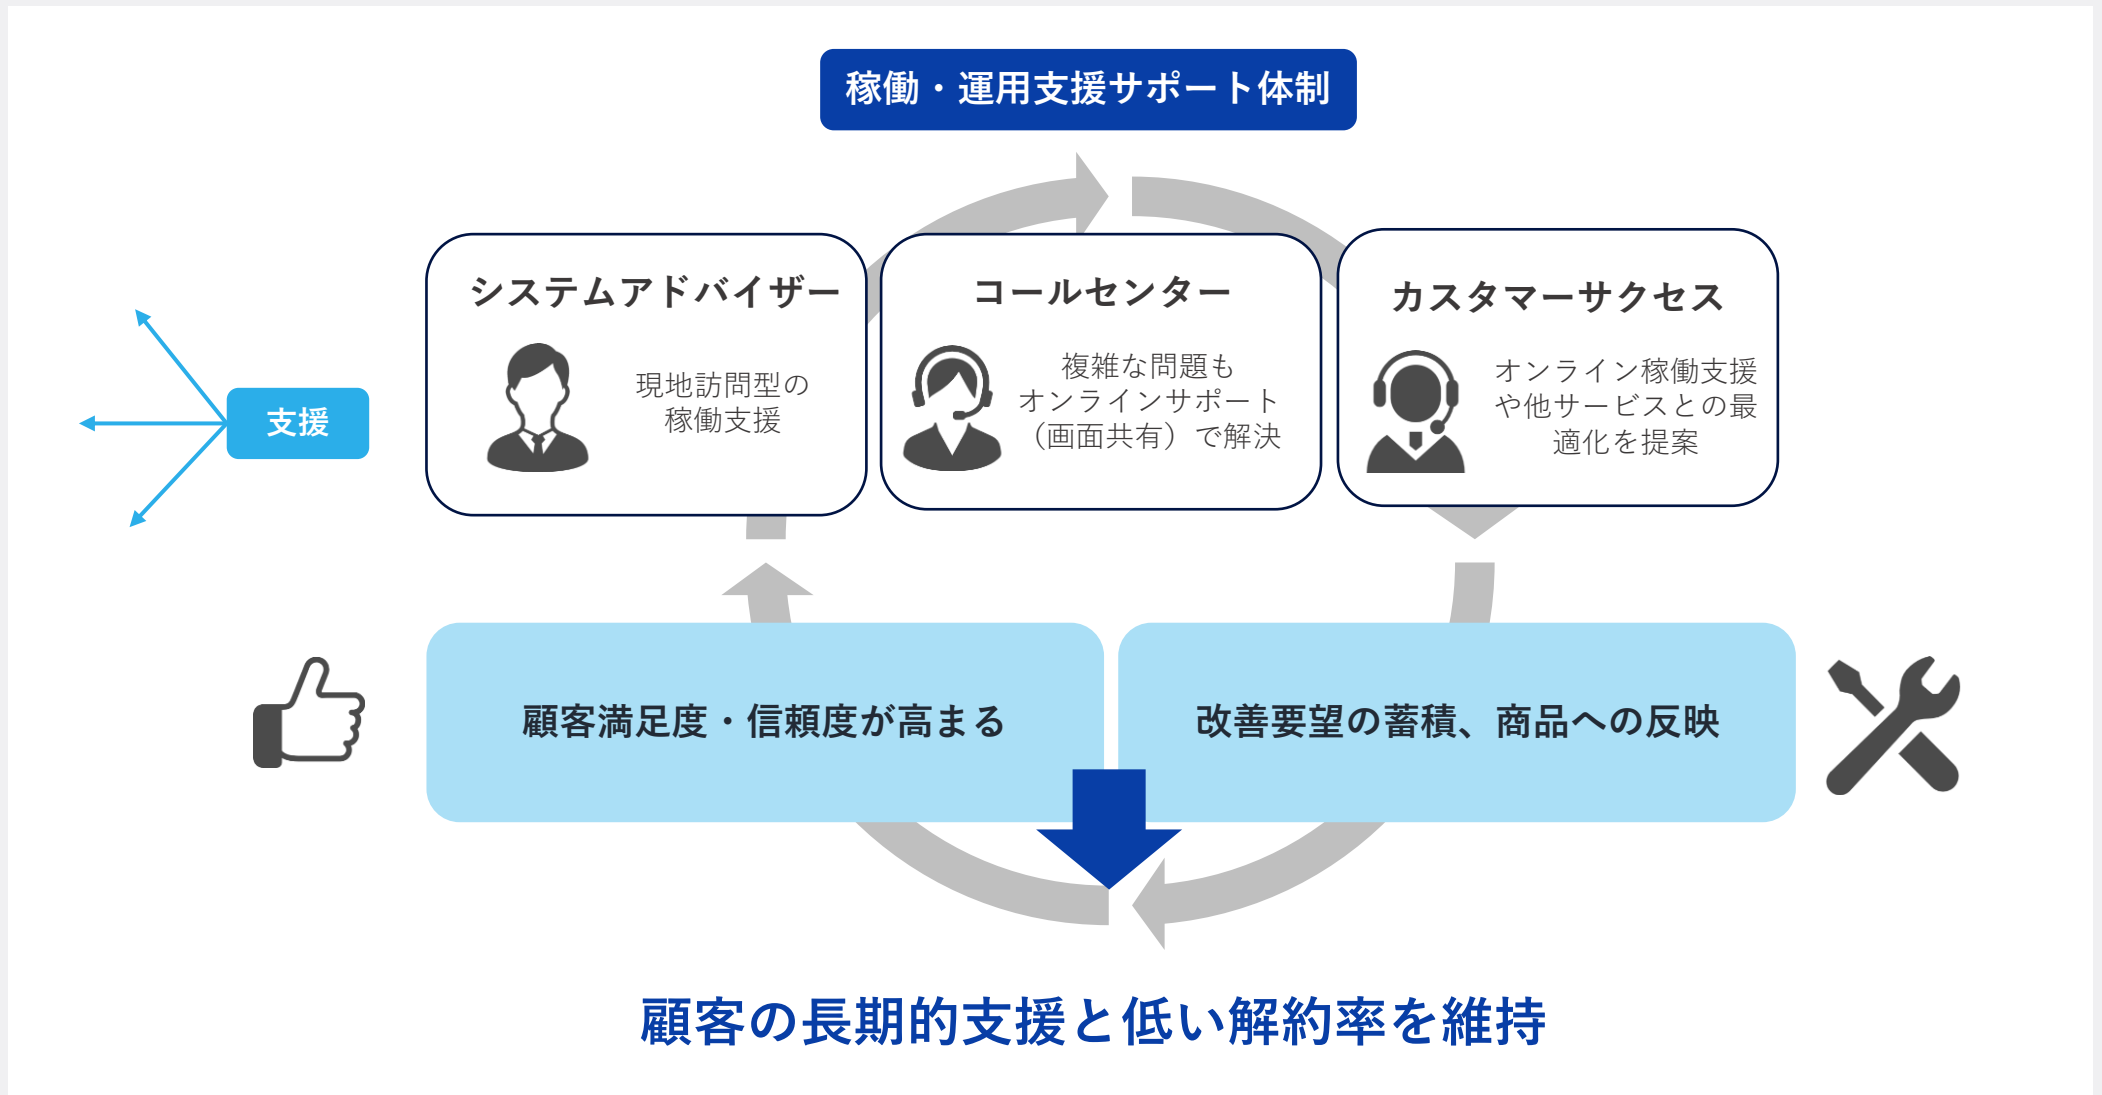 稼働・運用支援サポート体制
支援
システムアドバイザー
現地訪問型の
稼働支援
コールセンター
複雑な問題も
オンラインサポート
（画面共有）で解決
カスタマーサクセス
オンライン稼働支援
や他サービスとの最
適化を提案
顧客満足度・信頼度が高まる
改善要望の蓄積、商品への反映
顧客の長期的支援と低い解約率を維持